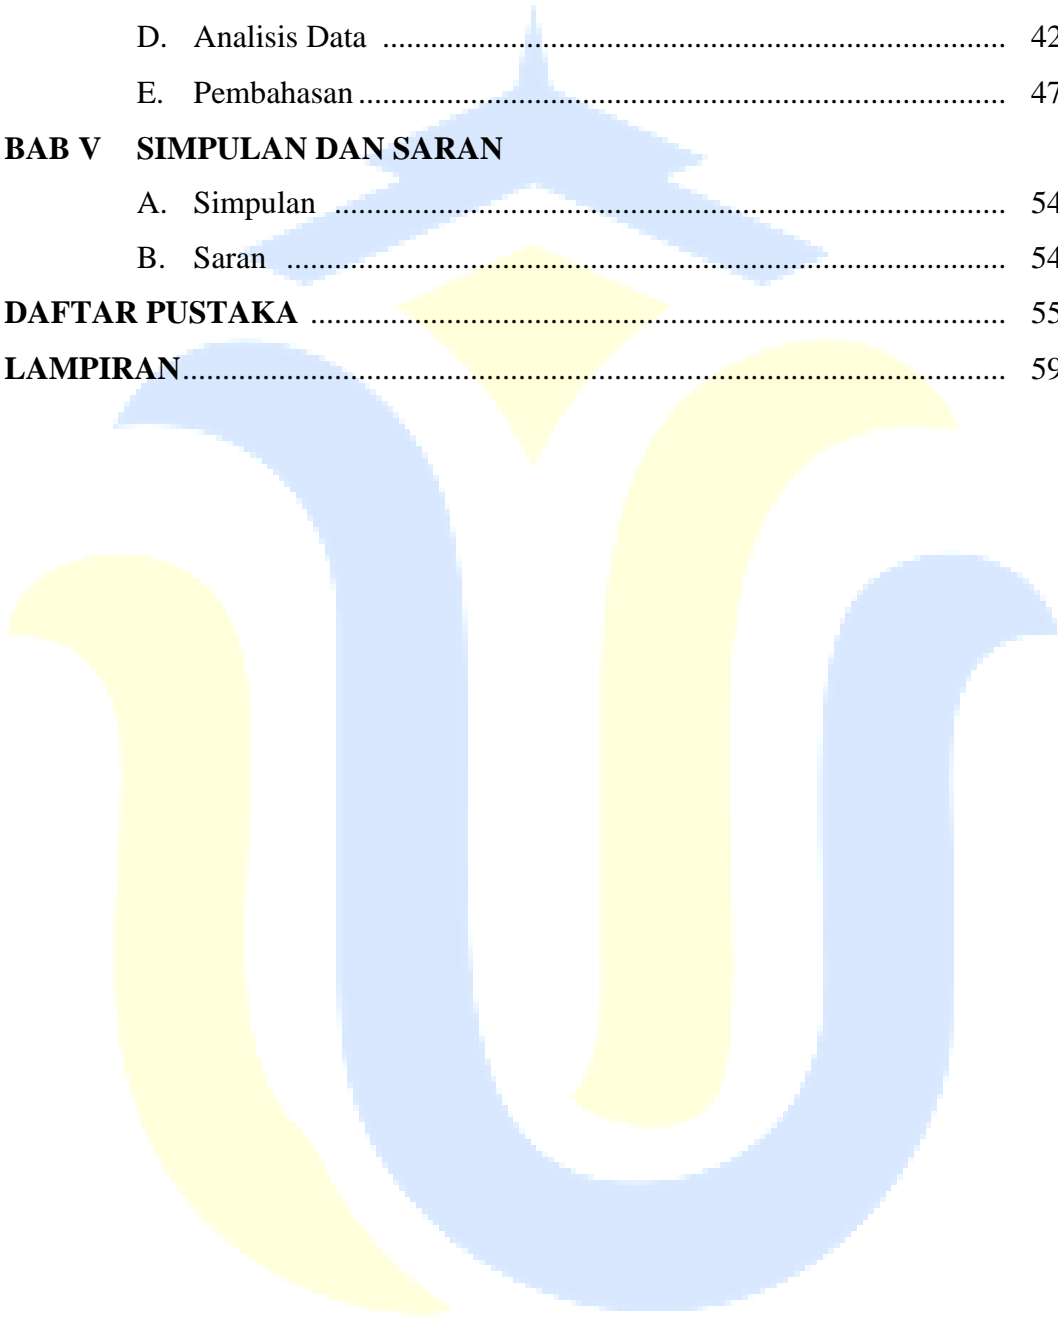 D. Analisis Data ............................................................................... 42
E. Pembahasan .................................................................................. 47
BAB V SIMPULAN DAN SARAN
A. Simpulan ..................................................................................... 54
B. Saran ........................................................................................... 54
DAFTAR PUSTAKA ........................................................................................ 55
LAMPIRAN........................................................................................................ 59